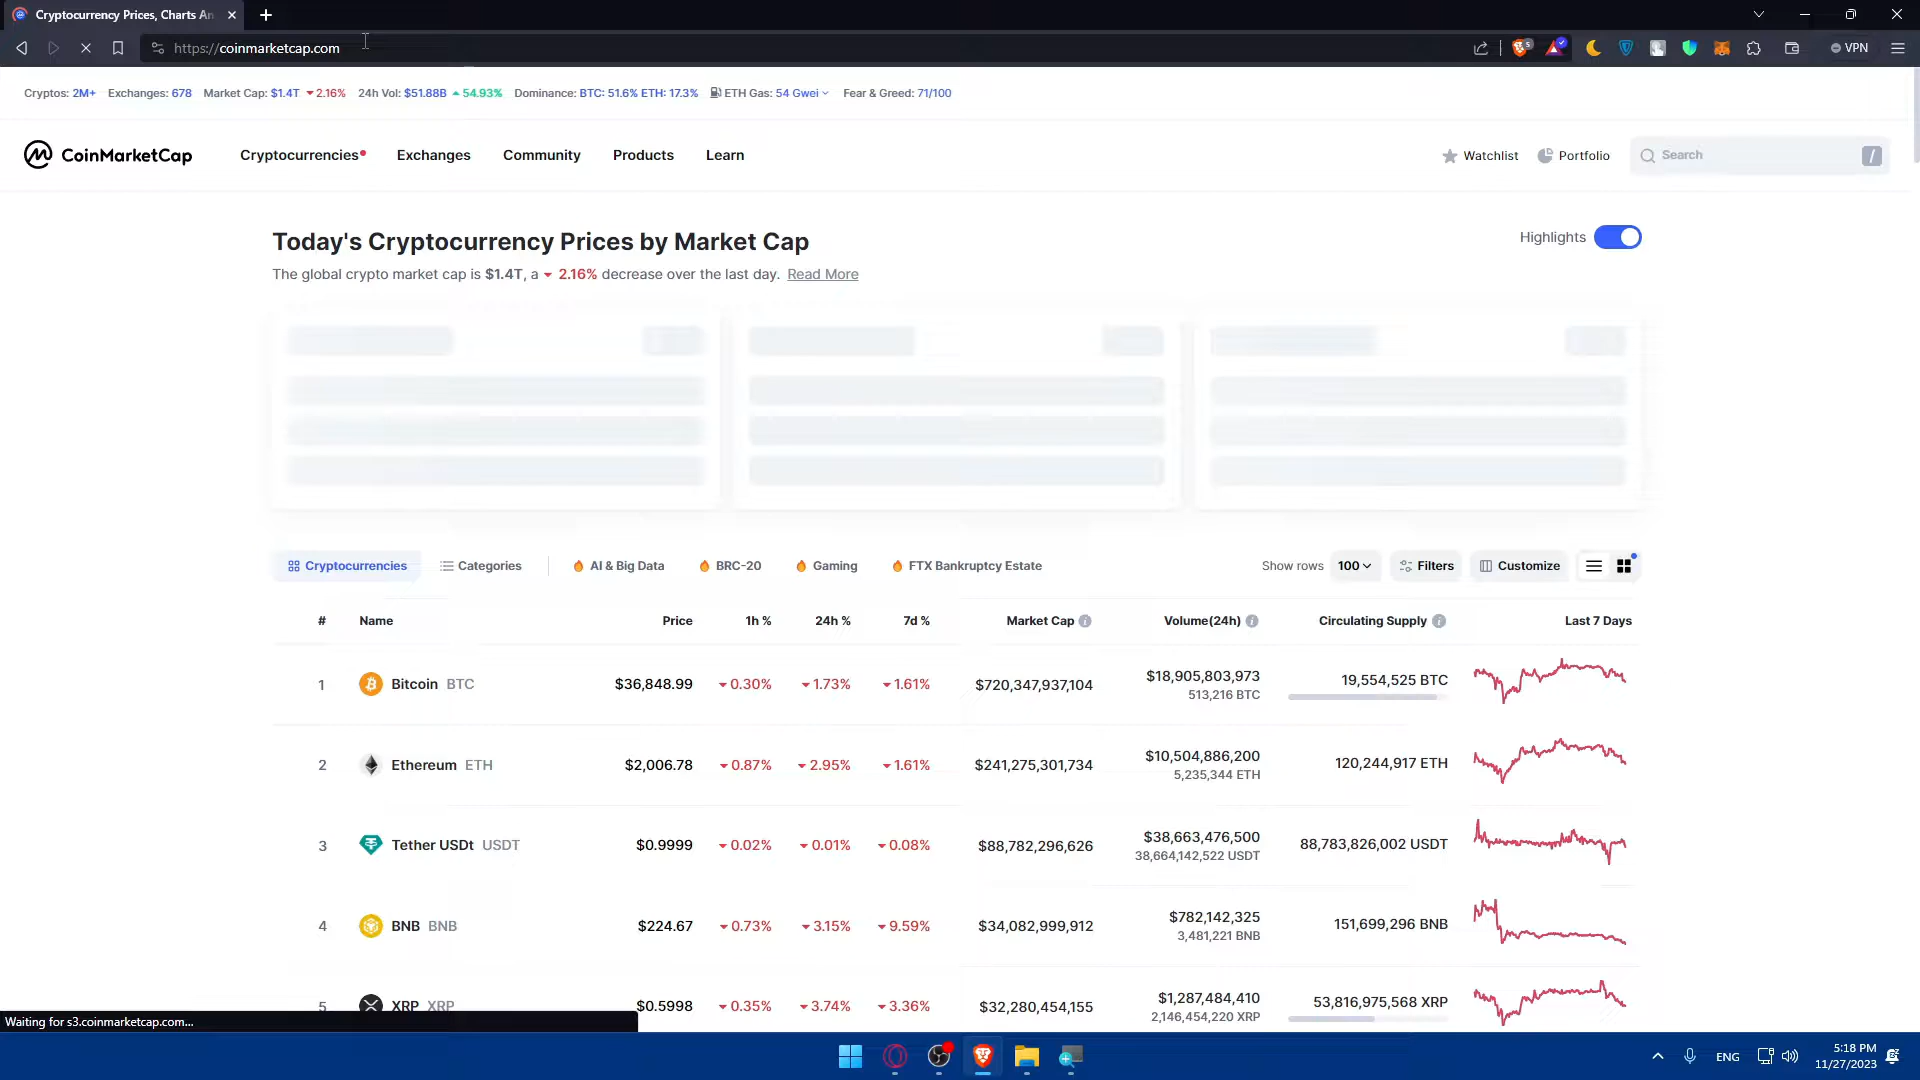 Cryptocurrency Prices, Charts An
https://coinmarketcap.com
VPN
Cryptos: 2M+ Exchanges: 678 Market Cap: $1.4T 2.16% 24h Vol: $51.88B 54.93% Dominance: BTC: 51.6% ETH: 17.3% ETH Gas: 54 Gwei Fear & Greed: 71/100
CoinMarketCap Cryptocurrencies Exchanges Community Products Learn Watchlist Portfolio Search /
Today's Cryptocurrency Prices by Market Cap Highlights
The global crypto market cap is $1.4T, a 2.16% decrease over the last day. Read More
Cryptocurrencies Categories AI & Big Data BRC-20 Gaming FTX Bankruptcy Estate Show rows 100 Filters Customize
# Name Price 1h % 24h % 7d % Market Cap Volume(24h) Circulating Supply Last 7 Days
1 Bitcoin BTC $36,848.99 0.30% 1.73% 1.61% $720,347,937,104 $18,905,803,973 19,554,525 BTC
513,216 BTC
2 Ethereum ETH $2,006.78 0.87% 2.95% 1.61% $241,275,301,734 $10,504,886,200 120,244,917 ETH
5,235,344 ETH
3 Tether USDt USDT $0.9999 0.02% 0.01% 0.08% $88,782,296,626 $38,663,476,500 88,783,826,002 USDT
38,664,142,522 USDT
4 BNB BNB $224.67 0.73% 3.15% 9.59% $34,082,999,912 $782,142,325 151,699,296 BNB
3,481,221 BNB
5 XRP XRP $0.5998 0.35% 3.74% 3.36% $32,280,454,155 $1,287,484,410 53,816,975,568 XRP
2,146,454,220 XRP
Waiting for s3.coinmarketcap.com...
ENG
5:18 PM
11/27/2023